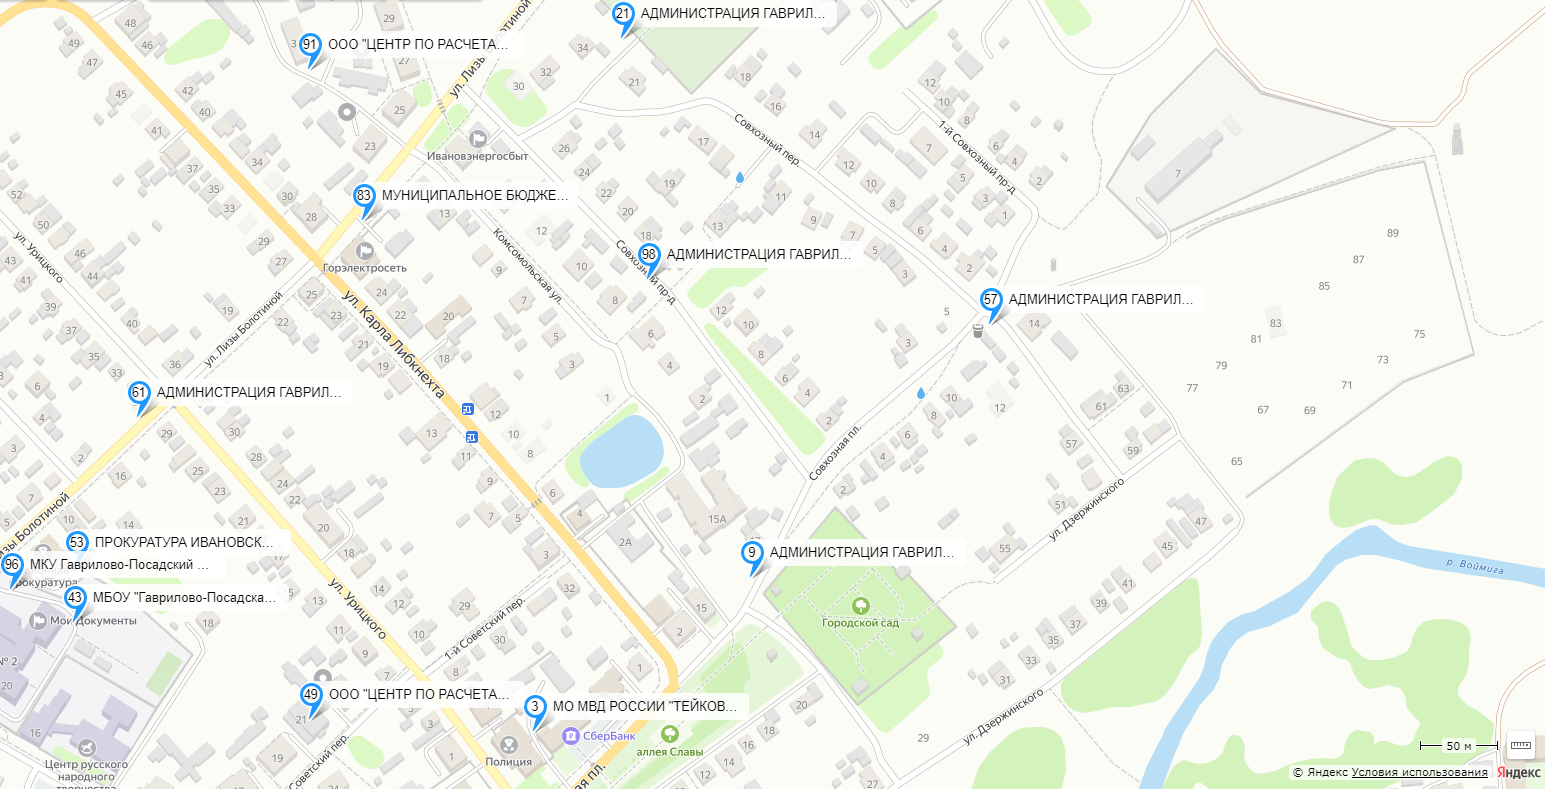 21 АДМИНИСТРАЦИЯ ГАВРИЛ...
91 ООО "ЦЕНТР ПО РАСЧЕТА...
ул. Лизы Болотиной
Ивановэнергосбыт
Совхозный пер.
1-й Совхозный пр-д
83 МУНИЦИПАЛЬНОЕ БЮДЖЕ...
ул. Урицкого
Горэлектросеть
Комсомольская ул.
Совхозный пр-д
98 АДМИНИСТРАЦИЯ ГАВРИЛ...
57 АДМИНИСТРАЦИЯ ГАВРИЛ...
ул. Карла Либкнехта
ул. Лизы Болотиной
61 АДМИНИСТРАЦИЯ ГАВРИЛ...
Совхозная пл.
15А
2А
ул. Дзержинского
53 ПРОКУРАТУРА ИВАНОВСК...
96 МКУ Гаврилово-Посадский ...
43 МБОУ "Гаврилово-Посадска...
Мои Документы
9 АДМИНИСТРАЦИЯ ГАВРИЛ...
Городской сад
р. Воймига
ул. Урицкого
1-й Советский пер.
49 ООО "ЦЕНТР ПО РАСЧЕТА...
3 МО МВД РОССИИ "ТЕЙКОВ...
СберБанк
Полиция
аллея Славы
Советский пер.
ул. Дзержинского
Центр русского
народного
творчества
50 м
© Яндекс Условия использования Яндекс